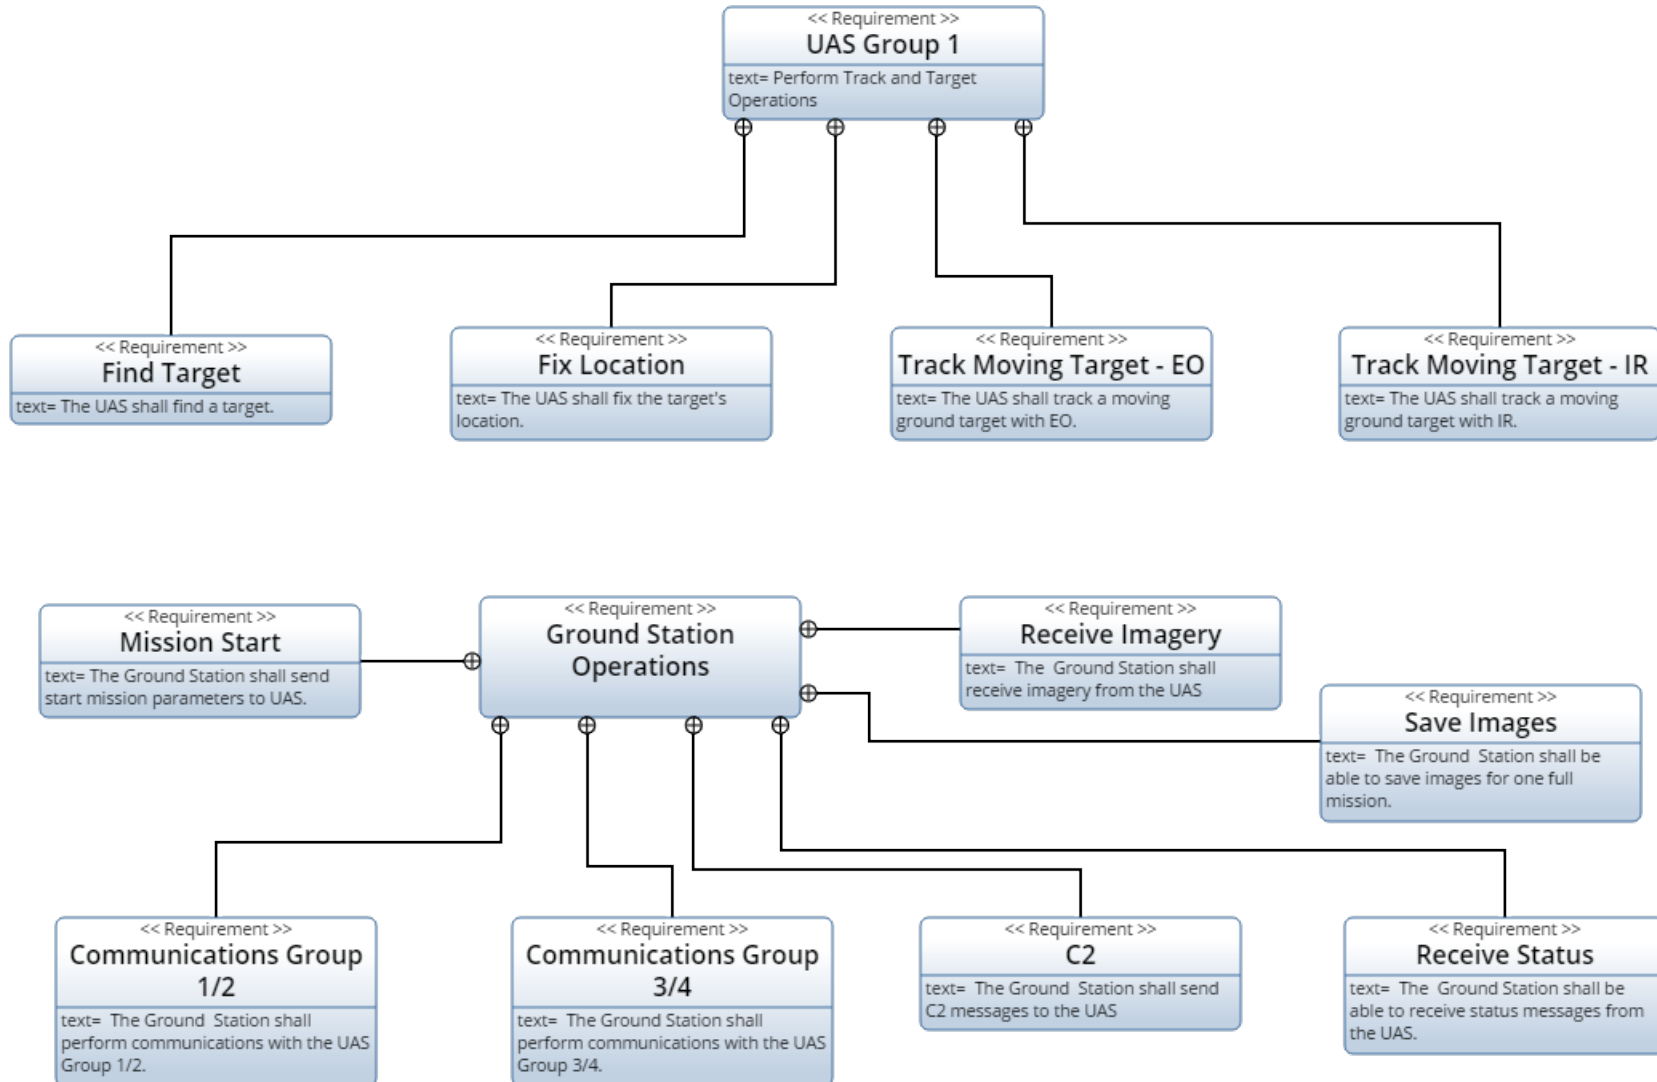 << Requirement >>
UAS Group 1
text= Perform Track and Target
Operations
<< Requirement >>
Find Target
text= The UAS shall find a target.
<< Requirement >>
Fix Location
text= The UAS shall fix the target's
location.
<< Requirement >>
Track Moving Target - EO
text= The UAS shall track a moving
ground target with EO.
<< Requirement >>
Track Moving Target - IR
text= The UAS shall track a moving
ground target with IR.
<< Requirement >>
Mission Start
text= The Ground Station shall send
start mission parameters to UAS.
<< Requirement >>
Ground Station
Operations
<< Requirement >>
Receive Imagery
text=  The  Ground Station shall
receive imagery from the UAS
<< Requirement >>
Save Images
text=  The Ground  Station shall be
able to save images for one full
mission.
<< Requirement >>
Communications Group
1/2
text=  The Ground  Station shall
perform communications with the UAS
Group 1/2.
<< Requirement >>
Communications Group
3/4
text=  The Ground Station shall
perform communications with the UAS
Group 3/4.
<< Requirement >>
C2
text=  The Ground  Station shall send
C2 messages to the UAS
<< Requirement >>
Receive Status
text=  The  Ground Station shall be
able to receive status messages from
the UAS.